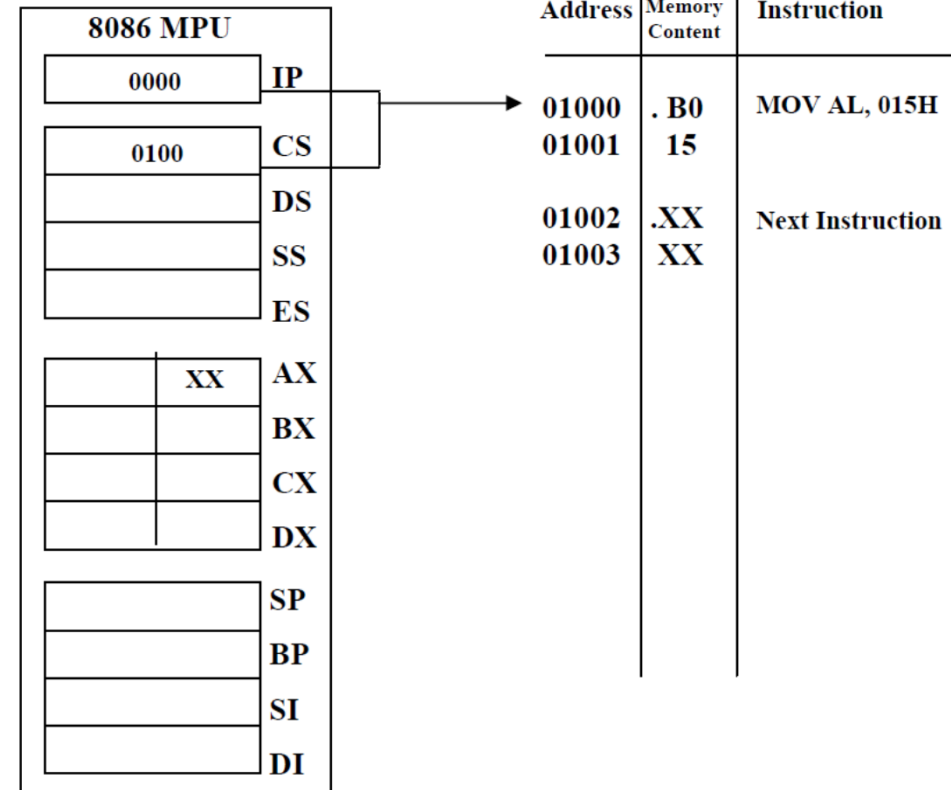 8086 MPU
0000 IP
0100 CS
DS
SS
ES
XX AX
BX
CX
DX
SP
BP
SI
DI
Address Memory Content Instruction
01000 . B0 MOV AL, 015H
01001 15
01002 .XX Next Instruction
01003 XX